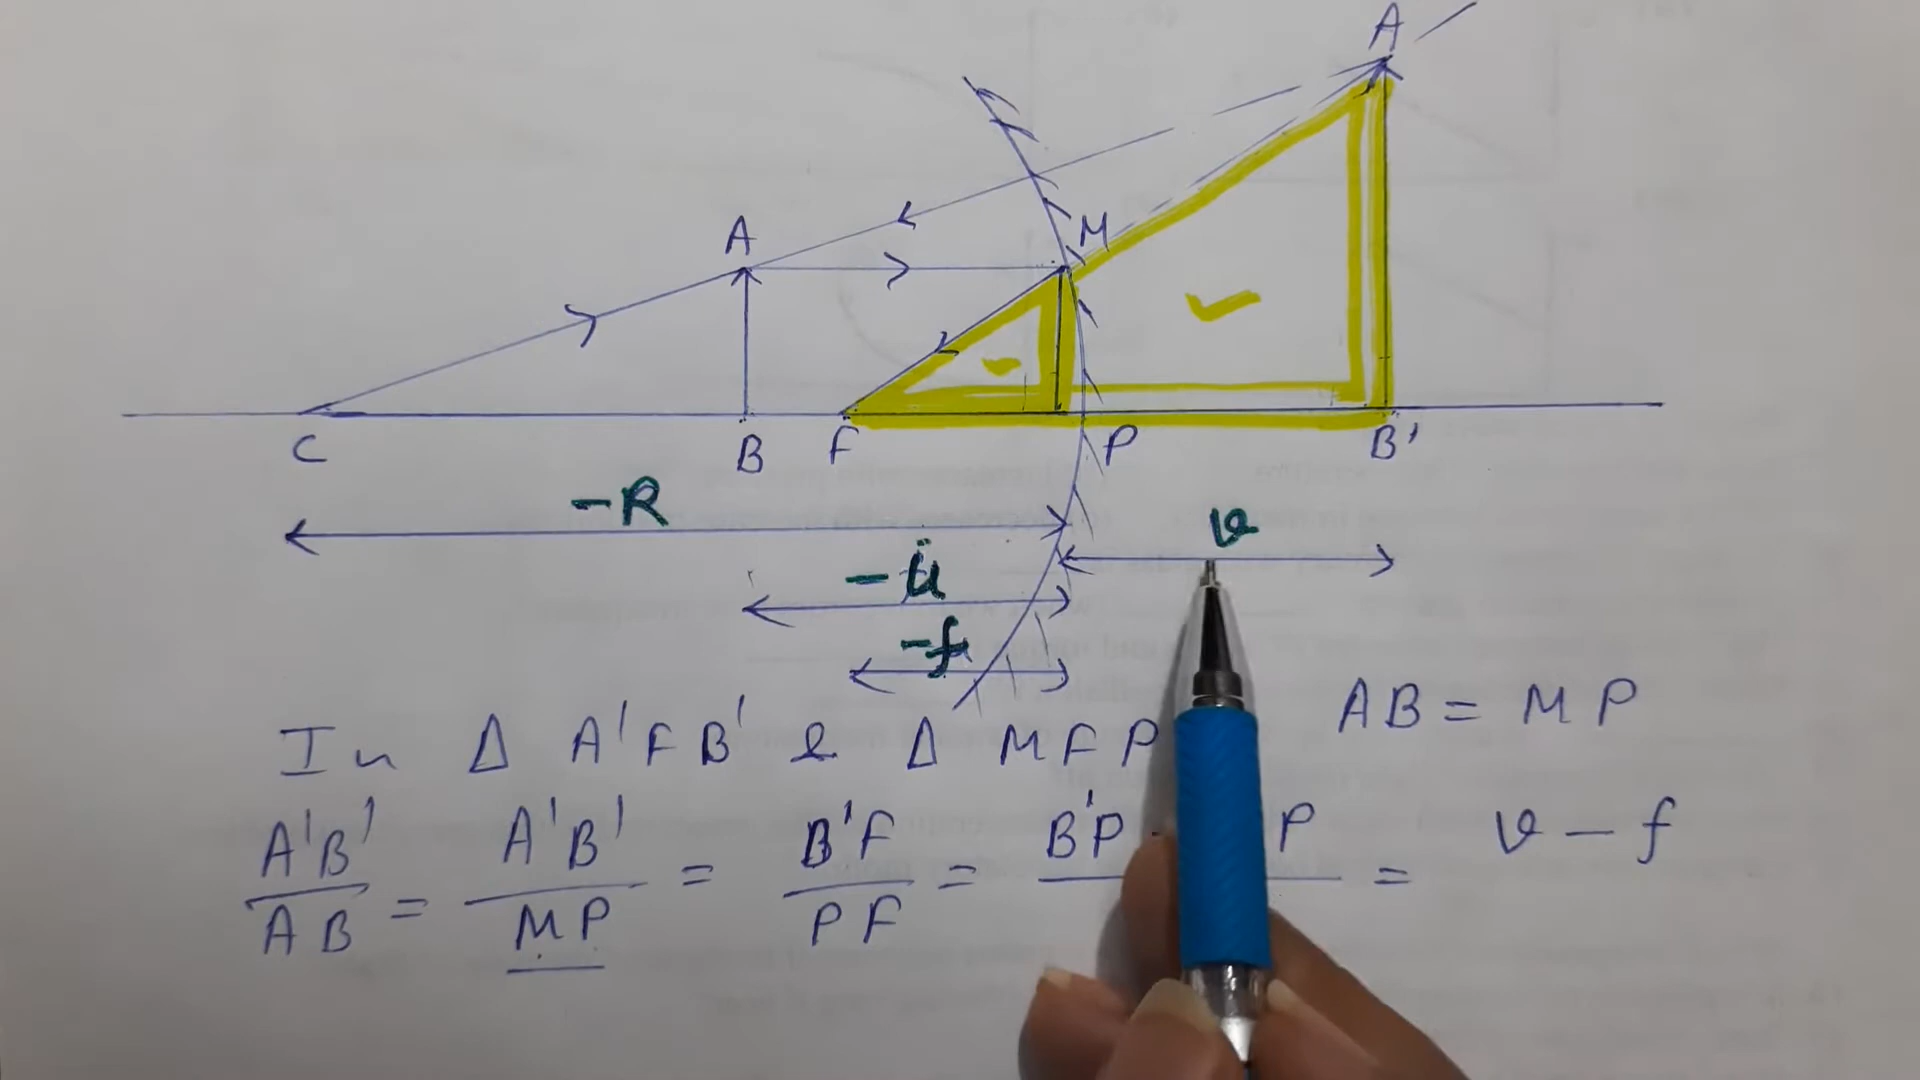 A
A M
C B F P B'
-R
v
-u
-f
In Δ A'FB' & Δ MFP AB = MP
A'B' / AB = A'B' / MP = B'F / PF = B'P P = v - f